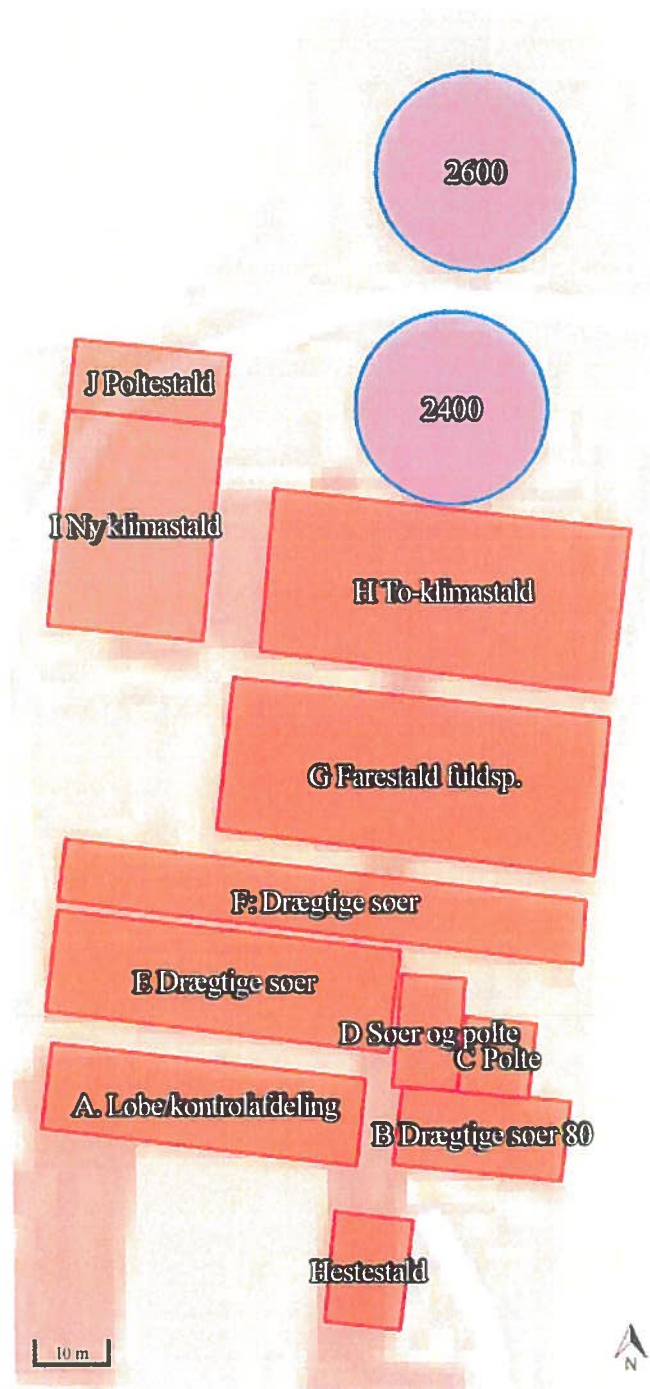 2600
J Poltestald
2400
I Ny klimastald
H To-klimastald
G Farestald fuldsp.
F: Drægtige søer
E Drægtige søer
D Søer og polte
C Polte
A. Løbe/kontrolafdeling
B Drægtige søer 80
Hestestald
10 m
N